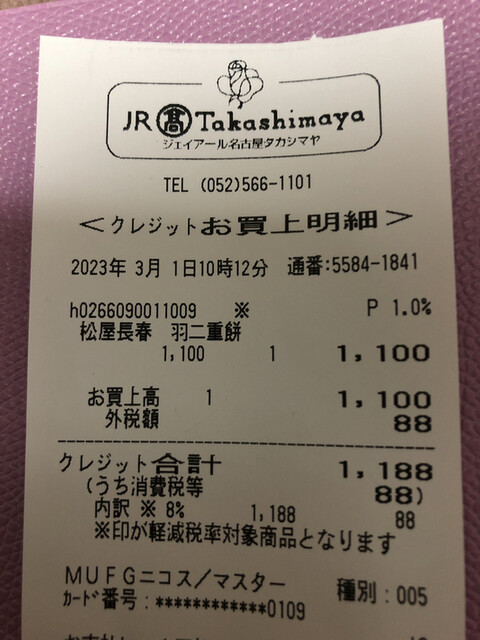 JR 髙 Takashimaya
ジェイアール名古屋タカシマヤ
TEL (052)566-1101
＜クレジットお買上明細＞
2023年 3月 1日10時12分 通番:5584-1841
h0266090011009 ※ P 1.0%
松屋長春 羽二重餅
1,100 1 1,100
お買上高 1 1,100
外税額 88
クレジット合計 1,188
(うち消費税等 88)
内訳 ※ 8% 1,188 88
※印が軽減税率対象商品となります
MUFGニコス／マスター 種別:005
カード番号:************0109